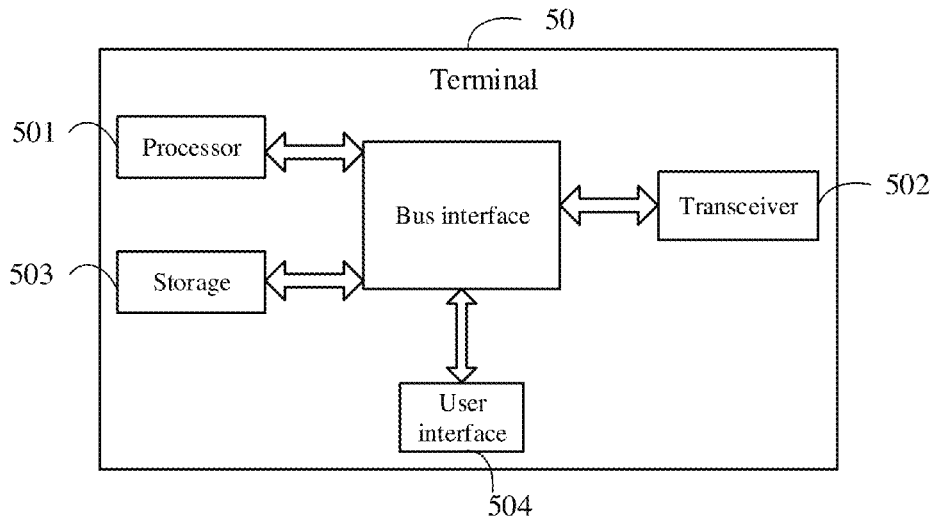 50
Terminal
501
Processor
Bus interface
Transceiver
502
503
Storage
User
interface
504